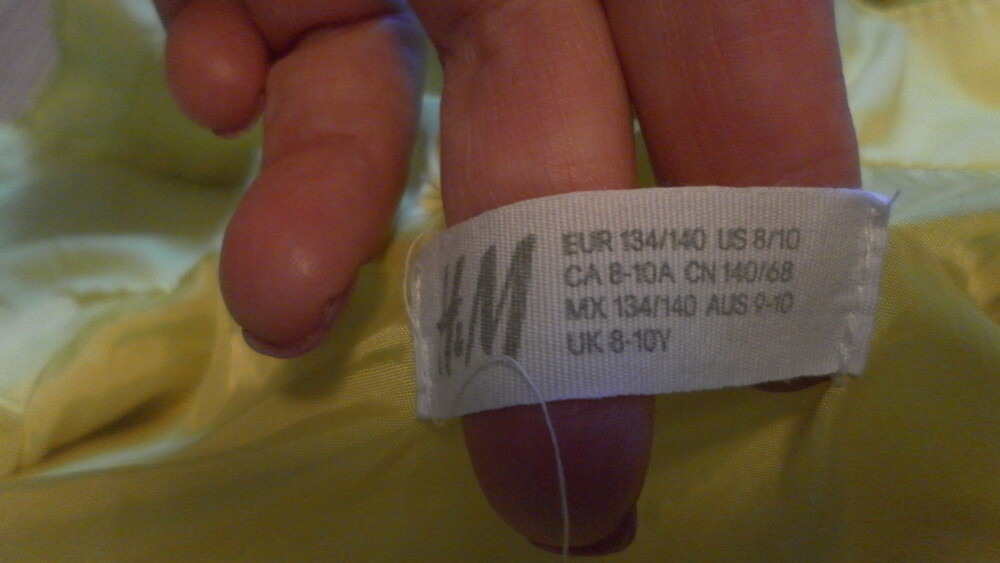 H&M
EUR 134/140 US 8/10
CA 8-10A CN 140/68
MX 134/140 AUS 9-10
UK 8-10Y